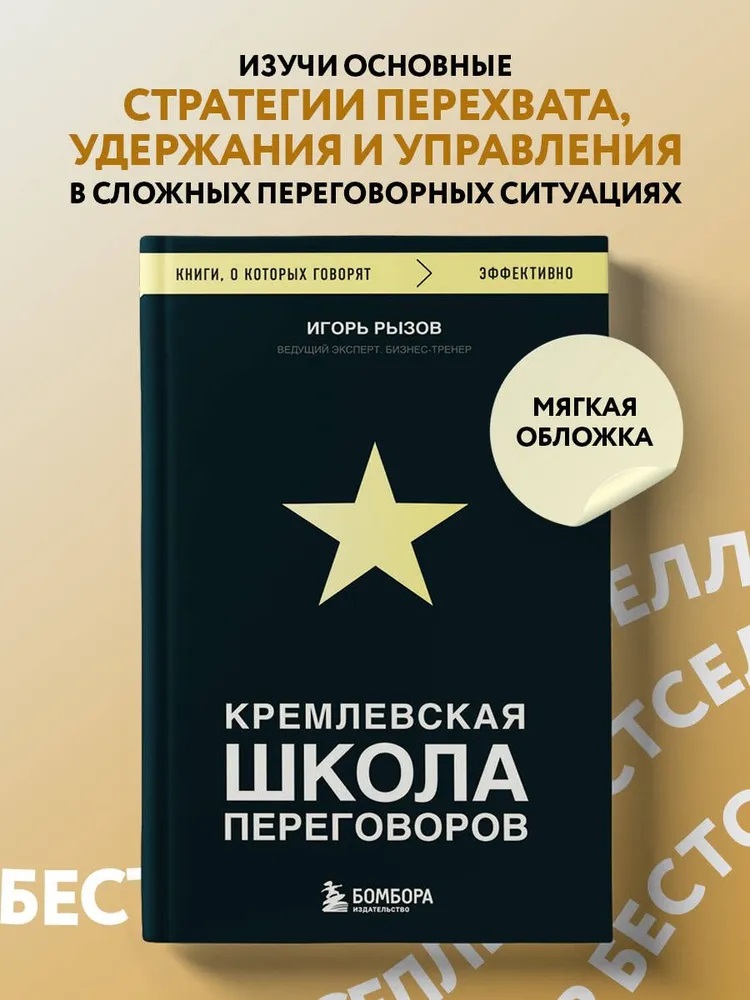 ИЗУЧИ ОСНОВНЫЕ
СТРАТЕГИИ ПЕРЕХВАТА,
УДЕРЖАНИЯ И УПРАВЛЕНИЯ
В СЛОЖНЫХ ПЕРЕГОВОРНЫХ СИТУАЦИЯХ
КНИГИ, О КОТОРЫХ ГОВОРЯТ > ЭФФЕКТИВНО
ИГОРЬ РЫЗОВ
ВЕДУЩИЙ ЭКСПЕРТ. БИЗНЕС-ТРЕНЕР
МЯГКАЯ
ОБЛОЖКА
КРЕМЛЕВСКАЯ
ШКОЛА
ПЕРЕГОВОРОВ
БОМБОРА
ИЗДАТЕЛЬСТВО